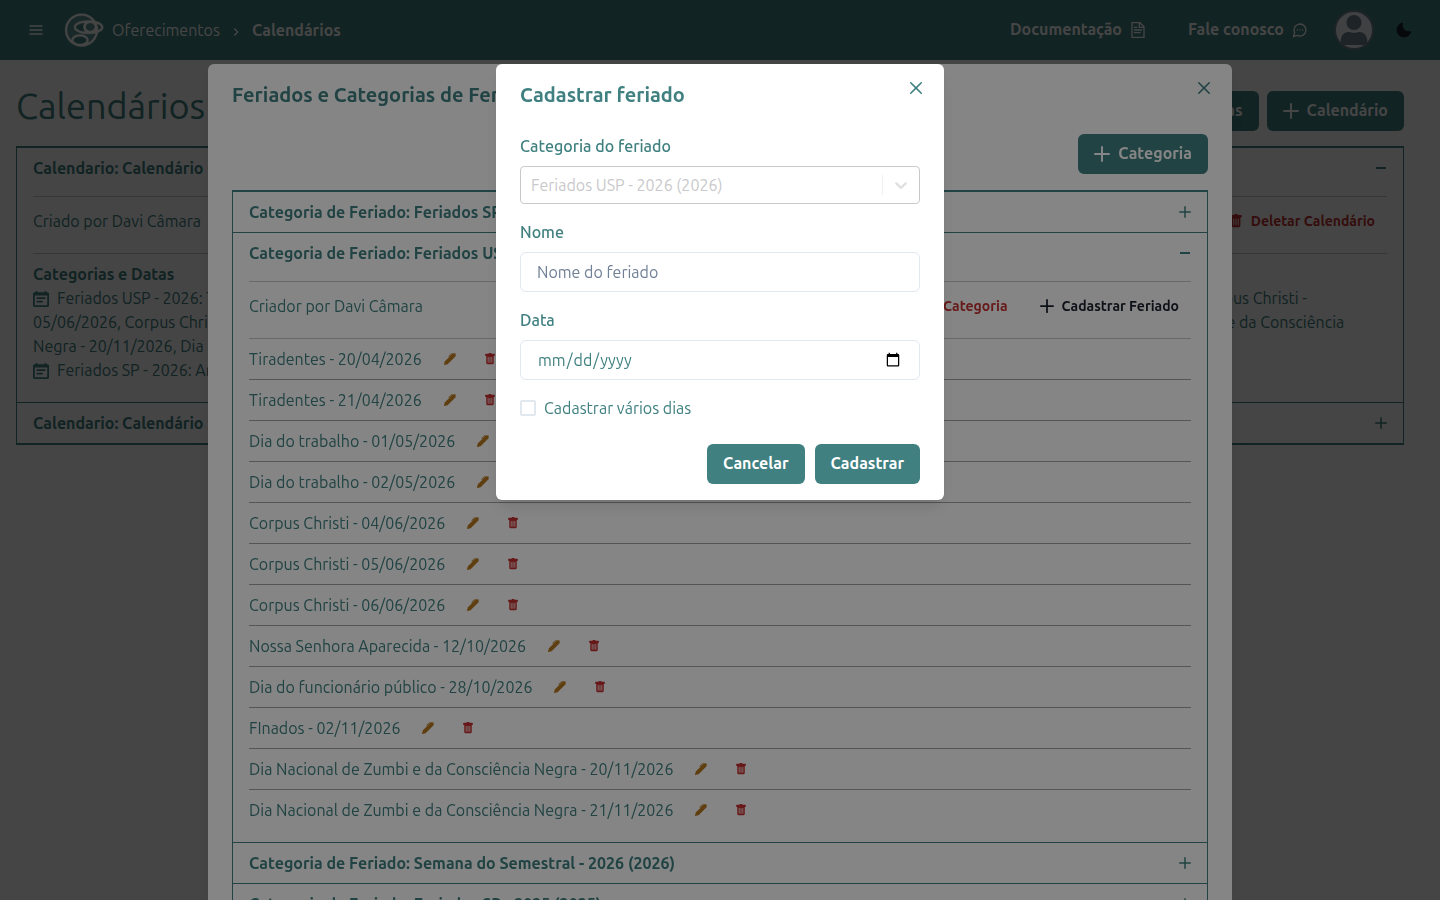 Oferecimentos › Calendários
Documentação
Fale conosco
Calendários
Calendário
Calendario: Calendário
Criado por Davi Câmara
Deletar Calendário
Categorias e Datas
Feriados USP - 2026:
05/06/2026, Corpus Chri
Negra - 20/11/2026, Dia
Feriados SP - 2026:
us Christi -
e da Consciência
Calendario: Calendário
Feriados e Categorias de Fer
Categoria
Categoria de Feriado: Feriados SP
Categoria de Feriado: Feriados US
Criador por Davi Câmara
Categoria
Cadastrar Feriado
Tiradentes - 20/04/2026
Tiradentes - 21/04/2026
Dia do trabalho - 01/05/2026
Dia do trabalho - 02/05/2026
Corpus Christi - 04/06/2026
Corpus Christi - 05/06/2026
Corpus Christi - 06/06/2026
Nossa Senhora Aparecida - 12/10/2026
Dia do funcionário público - 28/10/2026
FInados - 02/11/2026
Dia Nacional de Zumbi e da Consciência Negra - 20/11/2026
Dia Nacional de Zumbi e da Consciência Negra - 21/11/2026
Categoria de Feriado: Semana do Semestral - 2026 (2026)
Cadastrar feriado
Categoria do feriado
Feriados USP - 2026 (2026)
Nome
Nome do feriado
Data
mm/dd/yyyy
Cadastrar vários dias
Cancelar
Cadastrar